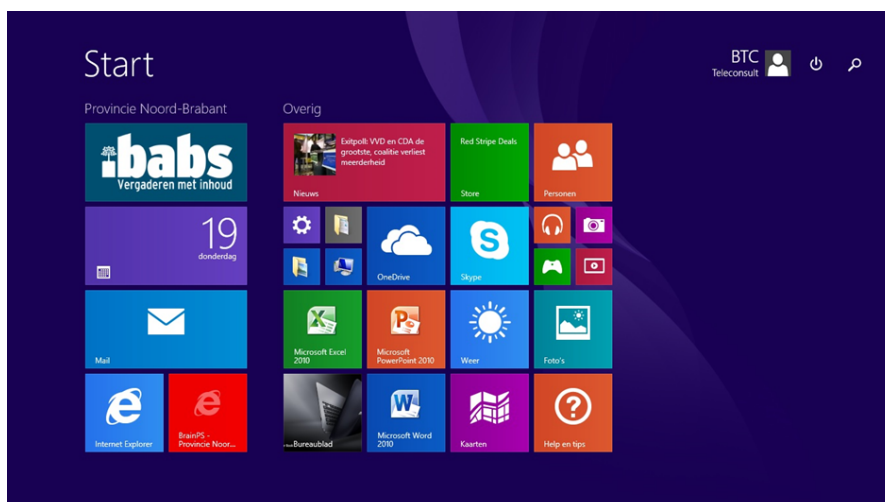 Start
BTC
Teleconsult
Provincie Noord-Brabant
Overig
ibabs
Vergaderen met inhoud
Exitpoll: VVD en CDA de
grootste, coalitie verliest
meerderheid
Nieuws
Red Stripe Deals
Store
Personen
19
donderdag
OneDrive
Skype
Mail
Microsoft Excel
2010
Microsoft
PowerPoint 2010
Weer
Foto's
Internet Explorer
BrainPS -
Provincie Noor...
Bureaublad
Microsoft Word
2010
Kaarten
Help en tips